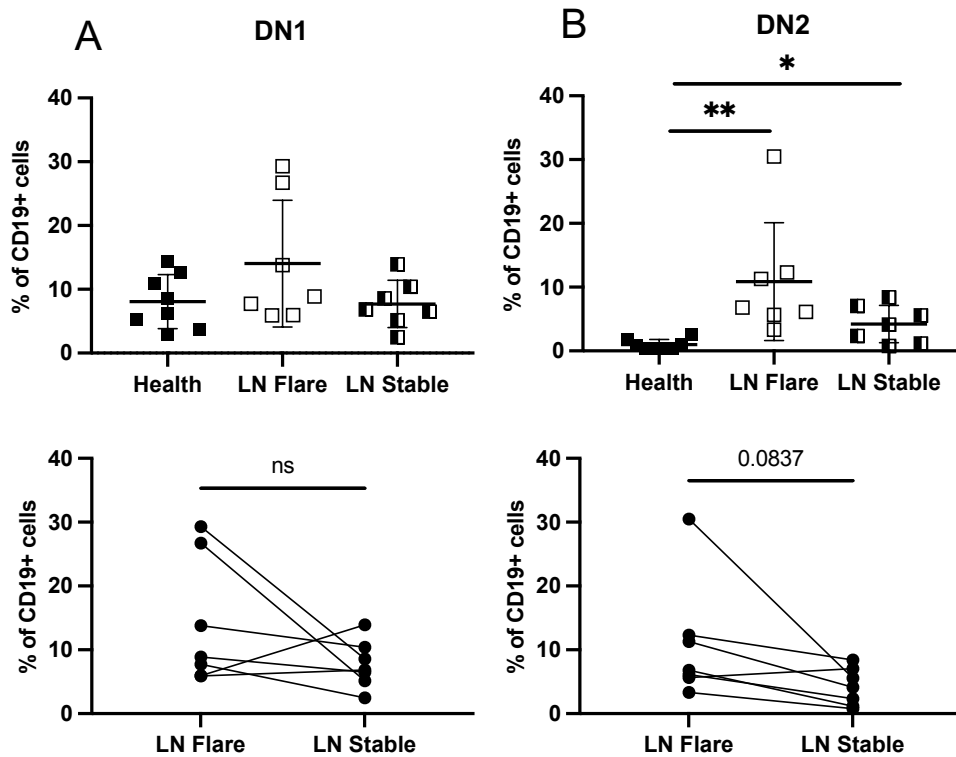 A
DN1
% of CD19+ cells
40
30
20
10
0
Health
LN Flare
LN Stable
B
DN2
*
**
% of CD19+ cells
40
30
20
10
0
Health
LN Flare
LN Stable
% of CD19+ cells
40
30
20
10
0
ns
LN Flare
LN Stable
% of CD19+ cells
40
30
20
10
0
0.0837
LN Flare
LN Stable